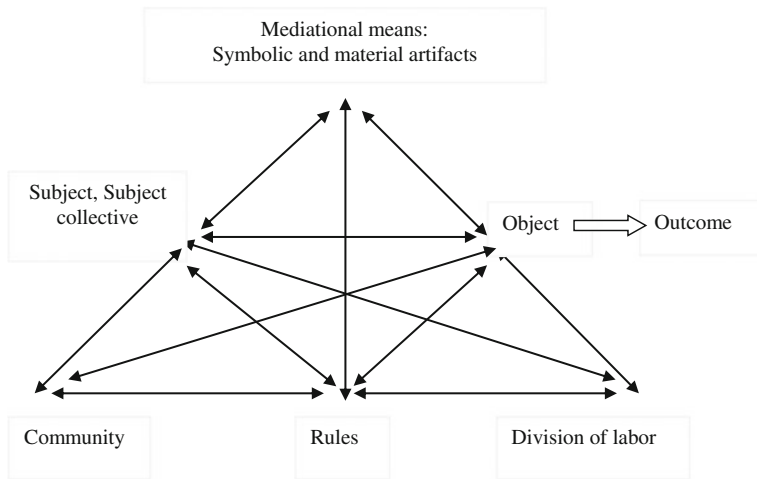 Mediational means:
Symbolic and material artifacts
Subject, Subject
collective
Object
Outcome
Community
Rules
Division of labor